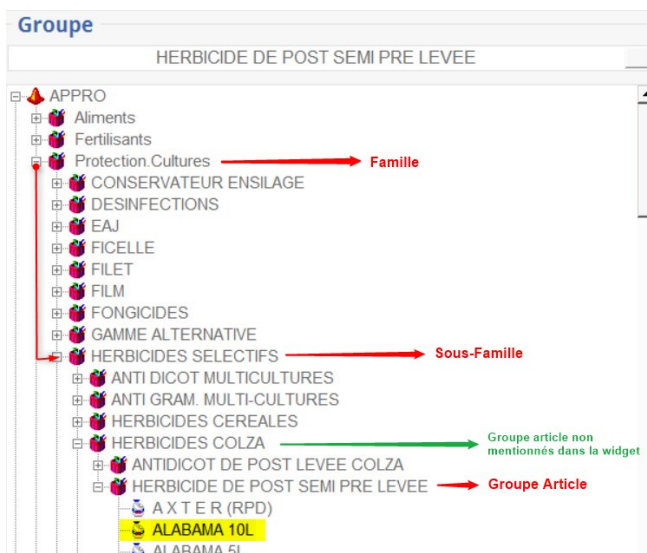 Groupe
HERBICIDE DE POST SEMI PRE LEVEE
APPRO
Aliments
Fertilisants
Protection.Cultures
Famille
CONSERVATEUR ENSILAGE
DESINFECTIONS
EAJ
FICELLE
FILET
FILM
FONGICIDES
GAMME ALTERNATIVE
HERBICIDES SELECTIFS
Sous-Famille
ANTI DICOT MULTICULTURES
ANTI GRAM. MULTI-CULTURES
HERBICIDES CEREALES
HERBICIDES COLZA
Groupe article non
mentionnés dans la widget
ANTIDICOT DE POST LEVEE COLZA
HERBICIDE DE POST SEMI PRE LEVEE
Groupe Article
A X T E R (RPD)
ALABAMA 10L
ALABAMA 5L